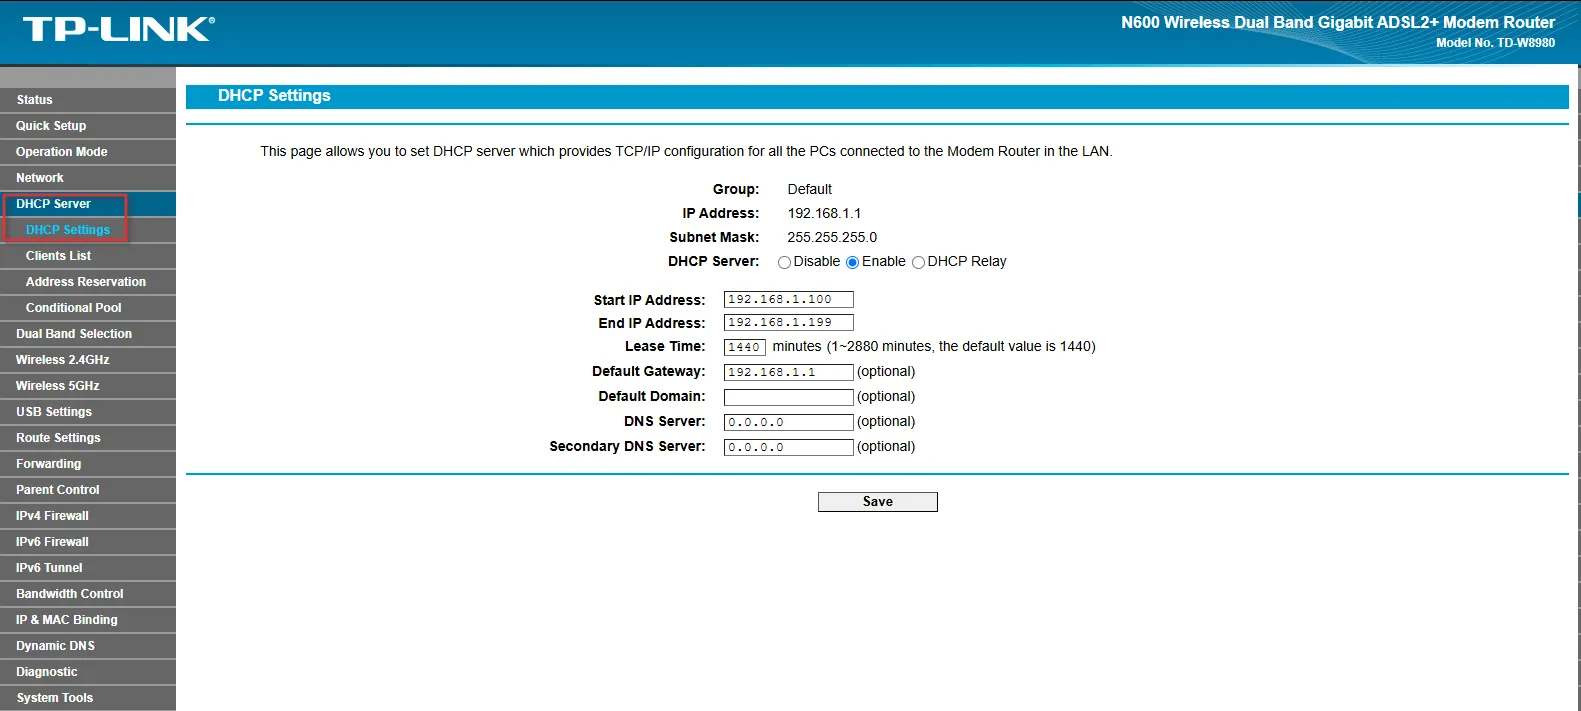 TP-LINK®
N600 Wireless Dual Band Gigabit ADSL2+ Modem Router
Model No. TD-W8980
Status
Quick Setup
Operation Mode
Network
DHCP Server
DHCP Settings
Clients List
Address Reservation
Conditional Pool
Dual Band Selection
Wireless 2.4GHz
Wireless 5GHz
USB Settings
Route Settings
Forwarding
Parent Control
IPv4 Firewall
IPv6 Firewall
IPv6 Tunnel
Bandwidth Control
IP & MAC Binding
Dynamic DNS
Diagnostic
System Tools
DHCP Settings
This page allows you to set DHCP server which provides TCP/IP configuration for all the PCs connected to the Modem Router in the LAN.
Group: Default
IP Address: 192.168.1.1
Subnet Mask: 255.255.255.0
DHCP Server: Disable Enable DHCP Relay
Start IP Address: 192.168.1.100
End IP Address: 192.168.1.199
Lease Time: 1440 minutes (1~2880 minutes, the default value is 1440)
Default Gateway: 192.168.1.1 (optional)
Default Domain: (optional)
DNS Server: 0.0.0.0 (optional)
Secondary DNS Server: 0.0.0.0 (optional)
Save